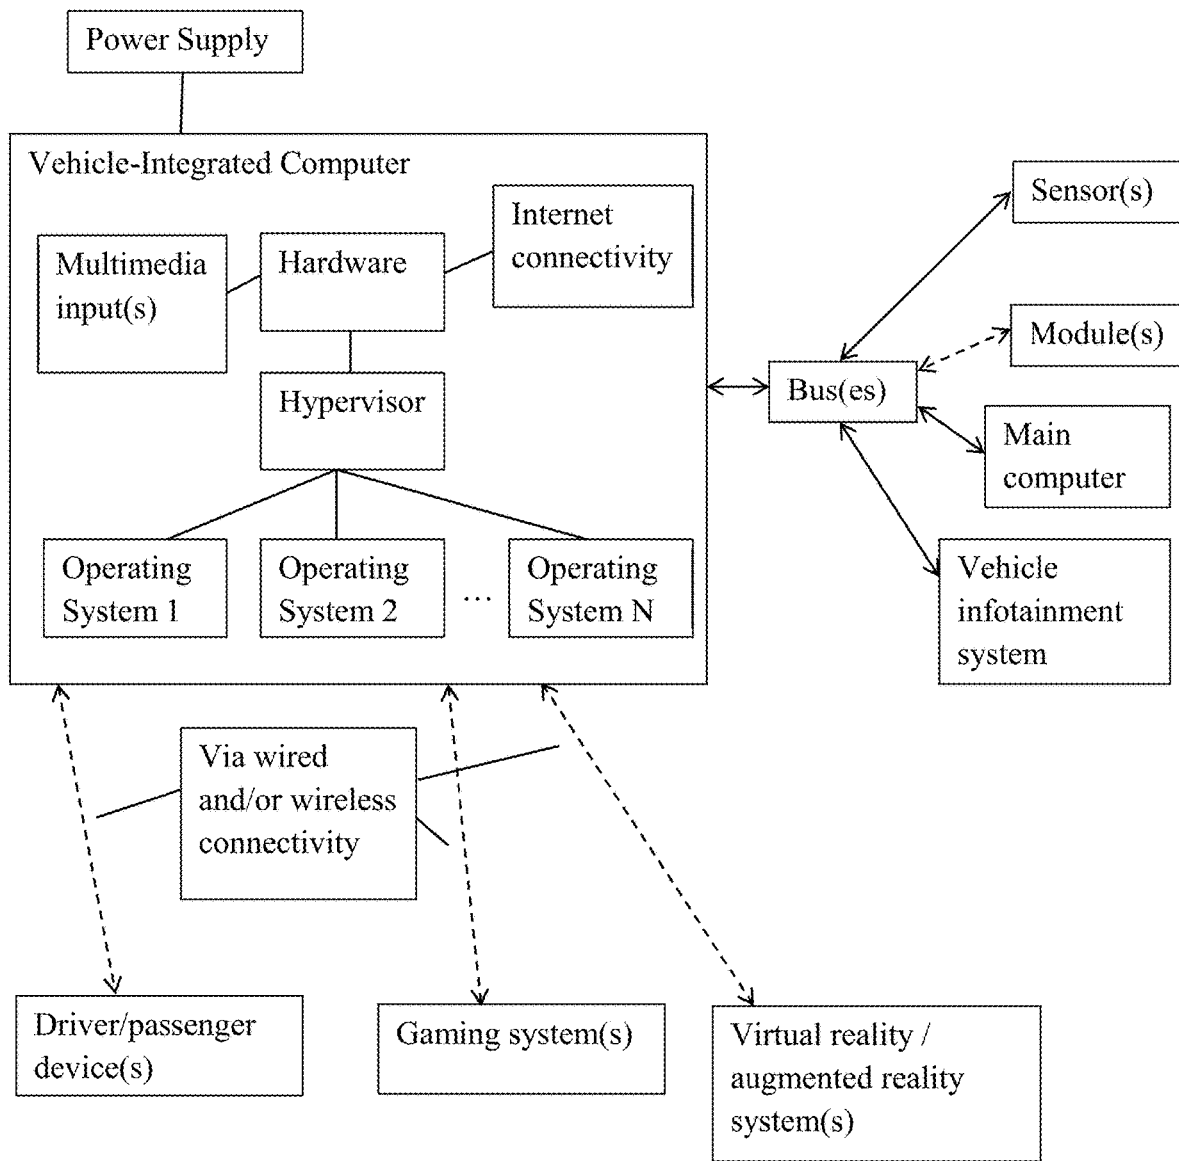 Power Supply
Vehicle-Integrated Computer
Multimedia
input(s)
Hardware
Internet
connectivity
Hypervisor
Operating
System 1
Operating
System 2
...
Operating
System N
Bus(es)
Sensor(s)
Module(s)
Main
computer
Vehicle
infotainment
system
Via wired
and/or wireless
connectivity
Driver/passenger
device(s)
Gaming system(s)
Virtual reality /
augmented reality
system(s)